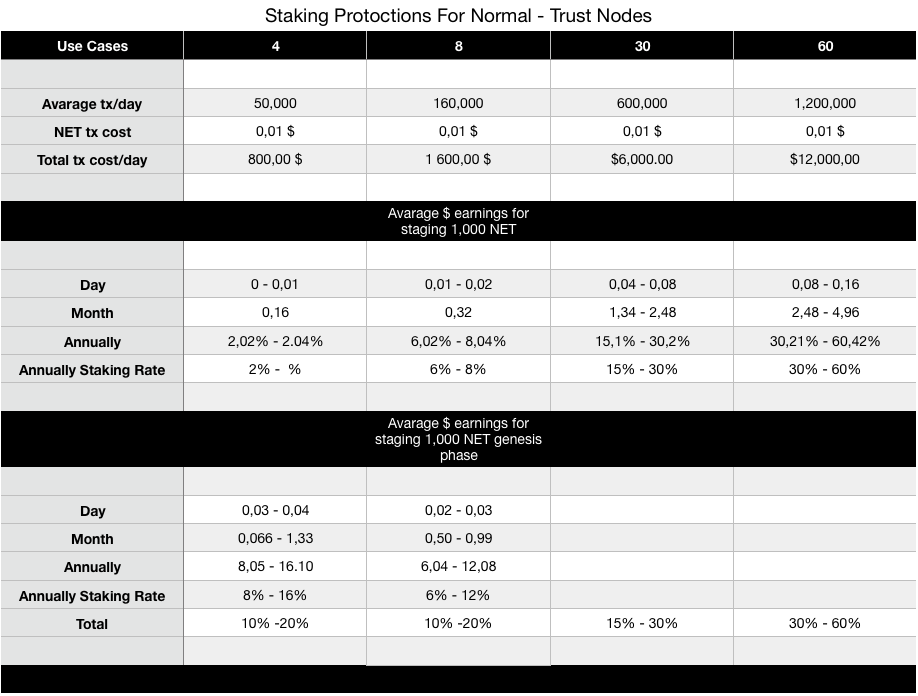 Staking Protoctions For Normal - Trust Nodes
Use Cases 4 8 30 60
Avarage tx/day 50,000 160,000 600,000 1,200,000
NET tx cost 0,01 $ 0,01 $ 0,01 $ 0,01 $
Total tx cost/day 800,00 $ 1 600,00 $ $6,000.00 $12,000,00
Avarage $ earnings for
staging 1,000 NET
Day 0 - 0,01 0,01 - 0,02 0,04 - 0,08 0,08 - 0,16
Month 0,16 0,32 1,34 - 2,48 2,48 - 4,96
Annually 2,02% - 2.04% 6,02% - 8,04% 15,1% - 30,2% 30,21% - 60,42%
Annually Staking Rate 2% - % 6% - 8% 15% - 30% 30% - 60%
Avarage $ earnings for
staging 1,000 NET genesis
phase
Day 0,03 - 0,04 0,02 - 0,03
Month 0,066 - 1,33 0,50 - 0,99
Annually 8,05 - 16.10 6,04 - 12,08
Annually Staking Rate 8% - 16% 6% - 12%
Total 10% -20% 10% -20% 15% - 30% 30% - 60%